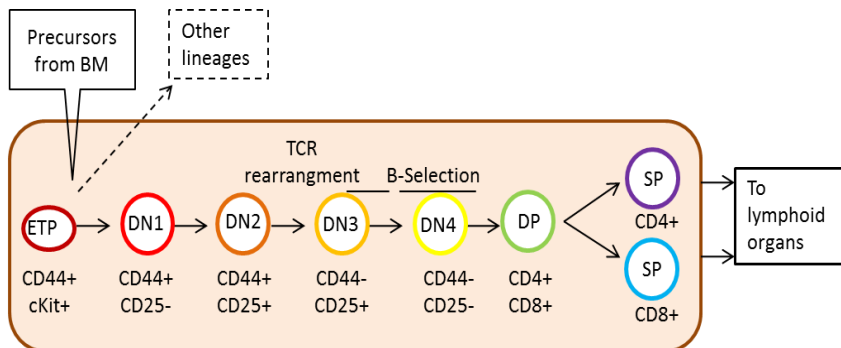 Precursors
from BM
Other
lineages
TCR
rearrangment
B-Selection
ETP
DN1
DN2
DN3
DN4
DP
SP
CD4+
SP
CD8+
CD44+
cKit+
CD44+
CD25-
CD44+
CD25+
CD44-
CD25+
CD44-
CD25-
CD4+
CD8+
To
lymphoid
organs